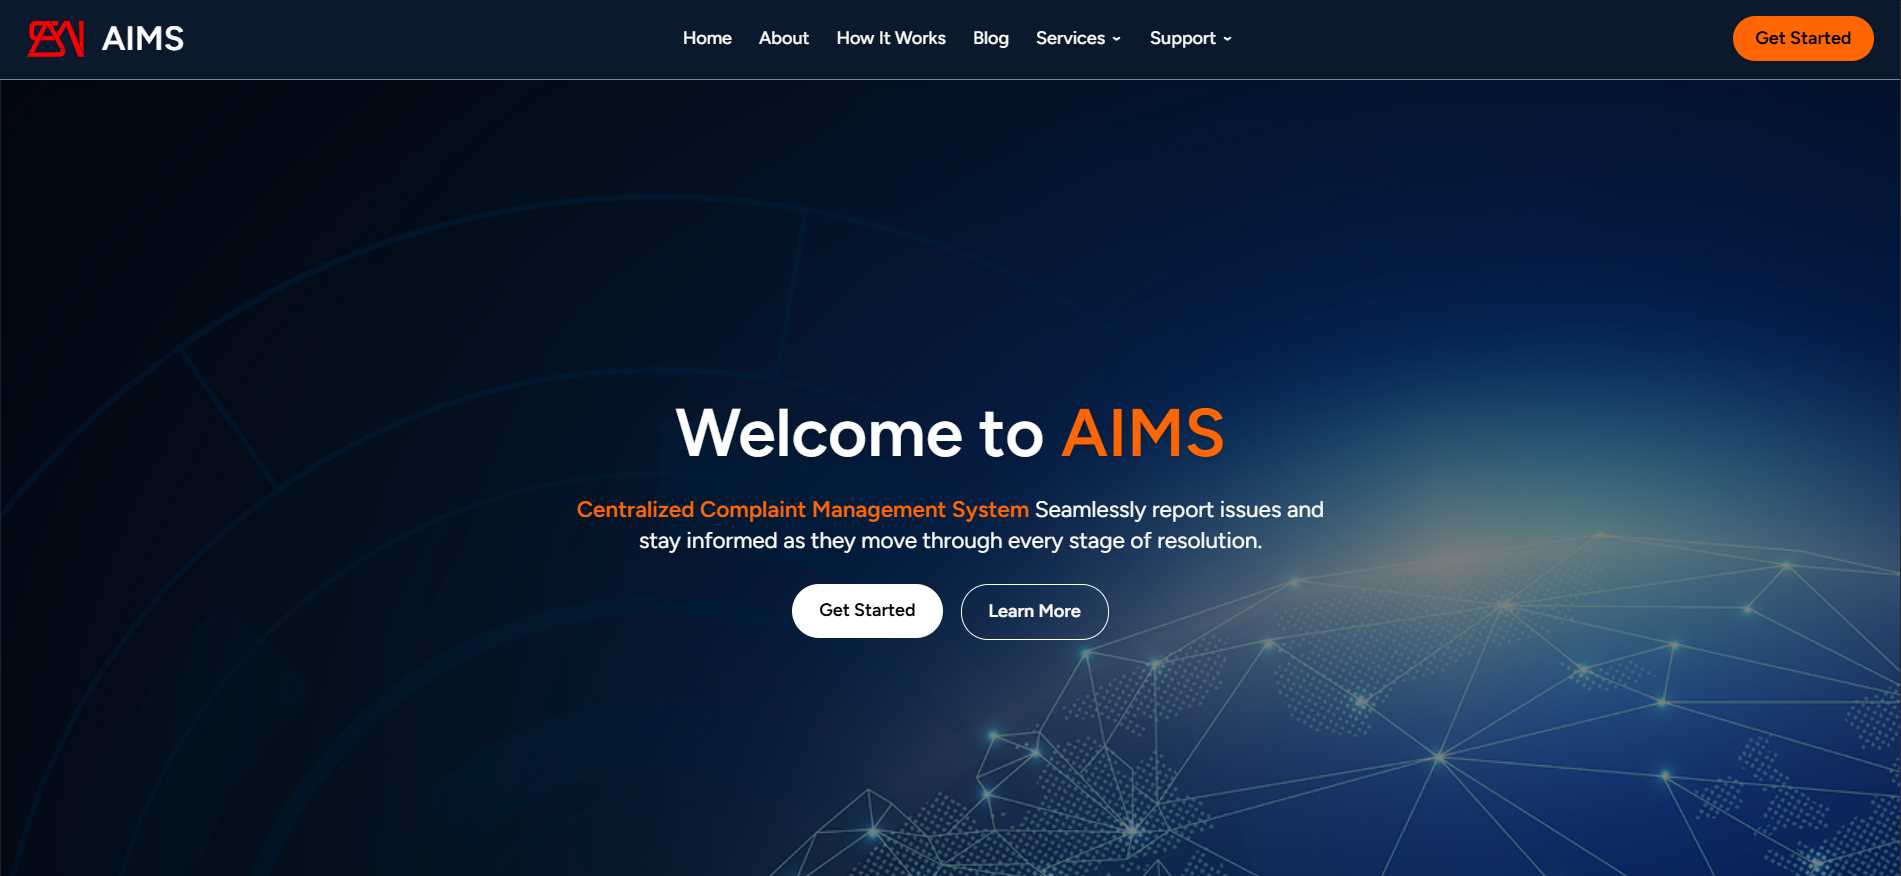 AIMS
Home About How It Works Blog Services Support
Get Started
Welcome to AIMS
Centralized Complaint Management System Seamlessly report issues and
stay informed as they move through every stage of resolution.
Get Started Learn More